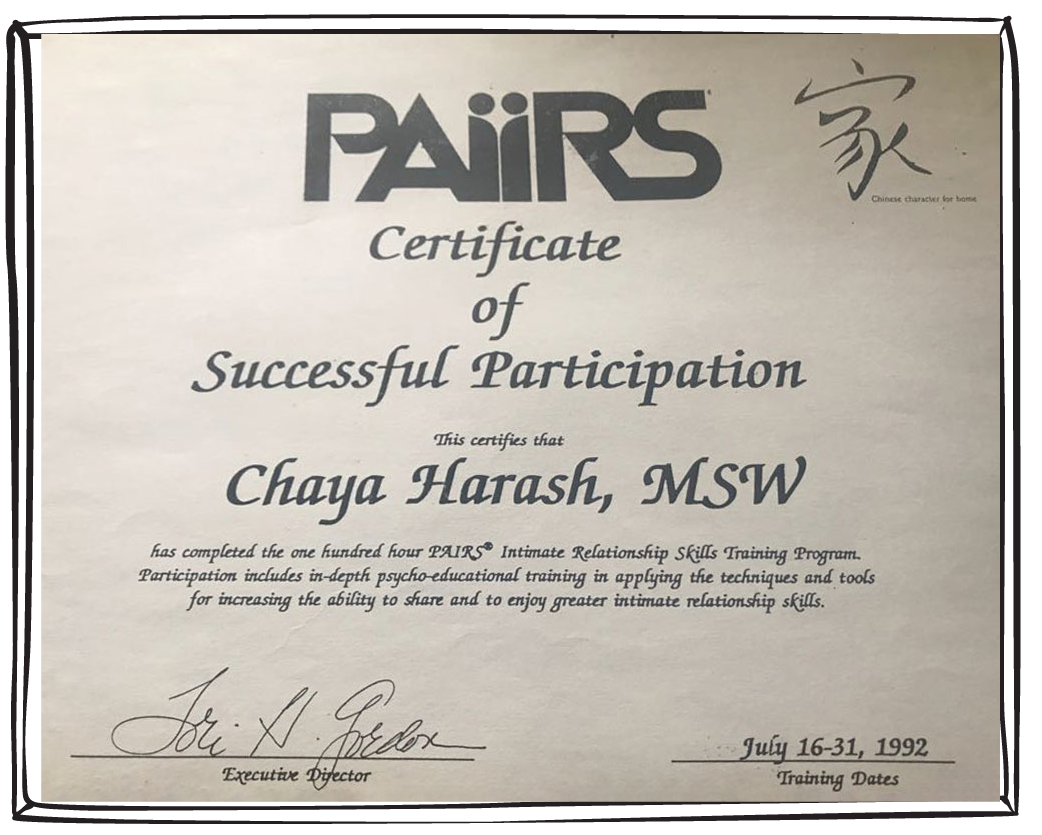 PAiiRS
家
Chinese character for home
Certificate
of
Successful Participation
This certifies that
Chaya Harash, MSW
has completed the one hundred hour PAIRS® Intimate Relationship Skills Training Program.
Participation includes in-depth psycho-educational training in applying the techniques and tools
for increasing the ability to share and to enjoy greater intimate relationship skills.
Lori H. Gordon
July 16-31, 1992
Executive Director
Training Dates